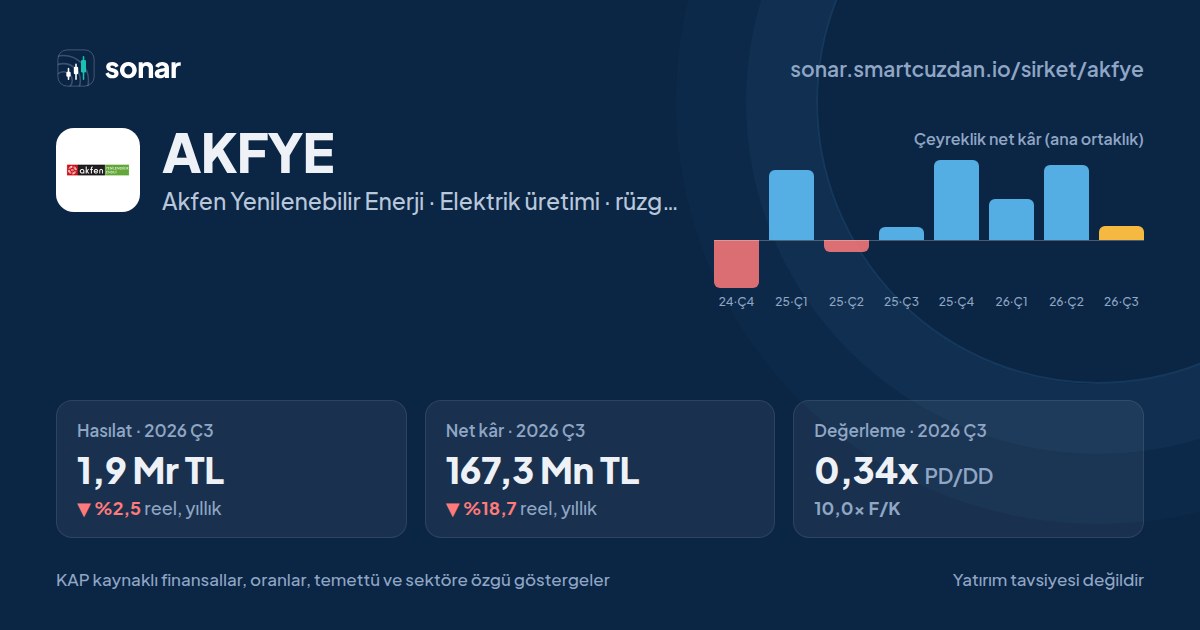 sonar
sonar.smartcuzdan.io/sirket/akfye
akfen
AKFYE
Akfen Yenilenebilir Enerji · Elektrik üretimi · rüzg...
Çeyreklik net kâr (ana ortaklık)
24·Ç4 25·Ç1 25·Ç2 25·Ç3 25·Ç4 26·Ç1 26·Ç2 26·Ç3
Hasılat · 2026 Ç3
1,9 Mr TL
▼ %2,5 reel, yıllık
Net kâr · 2026 Ç3
167,3 Mn TL
▼ %18,7 reel, yıllık
Değerleme · 2026 Ç3
0,34x PD/DD
10,0× F/K
KAP kaynaklı finansallar, oranlar, temettü ve sektöre özgü göstergeler
Yatırım tavsiyesi değildir